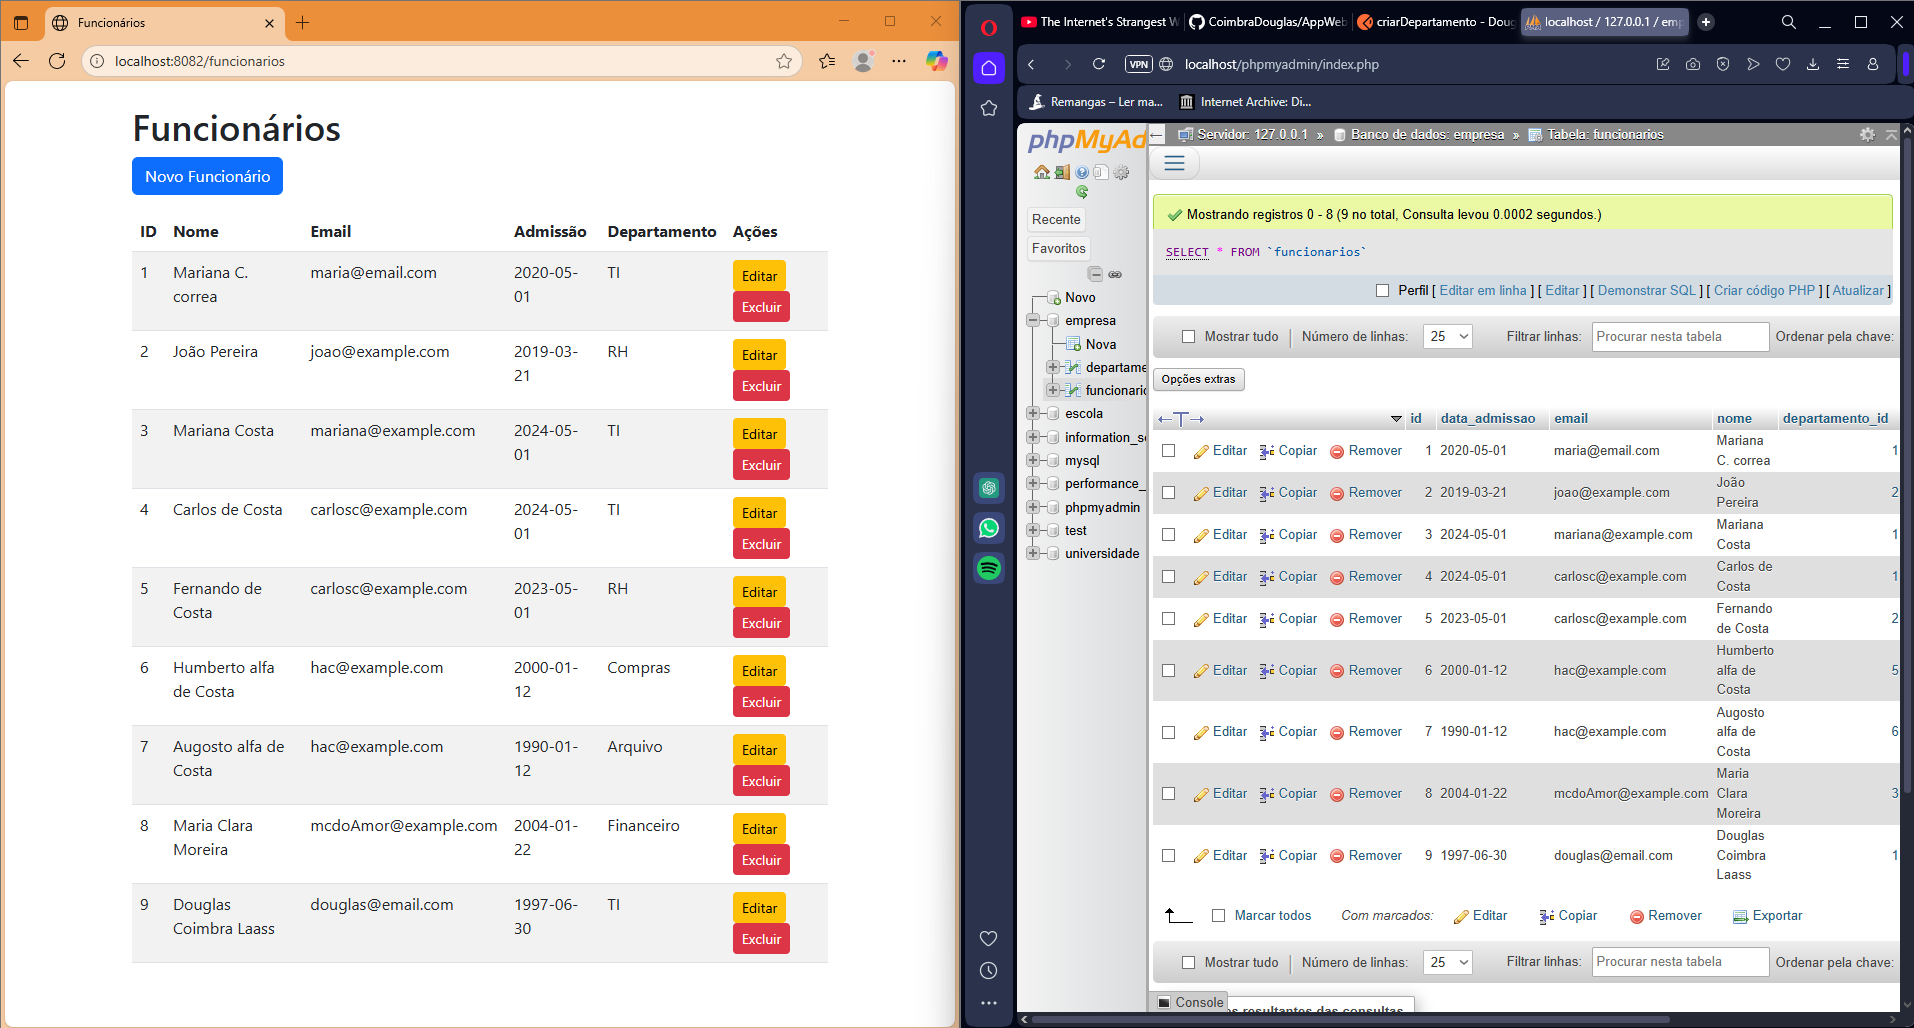 Funcionários
localhost:8082/funcionarios
Funcionários
Novo Funcionário
ID Nome Email Admissão Departamento Ações
1 Mariana C. correa maria@email.com 2020-05-01 TI Editar Excluir
2 João Pereira joao@example.com 2019-03-21 RH Editar Excluir
3 Mariana Costa mariana@example.com 2024-05-01 TI Editar Excluir
4 Carlos de Costa carlosc@example.com 2024-05-01 TI Editar Excluir
5 Fernando de Costa carlosc@example.com 2023-05-01 RH Editar Excluir
6 Humberto alfa de Costa hac@example.com 2000-01-12 Compras Editar Excluir
7 Augosto alfa de Costa hac@example.com 1990-01-12 Arquivo Editar Excluir
8 Maria Clara Moreira mcdoAmor@example.com 2004-01-22 Financeiro Editar Excluir
9 Douglas Coimbra Laass douglas@email.com 1997-06-30 TI Editar Excluir
The Internet's Strangest W
CoimbraDouglas/AppWeb
criarDepartamento - Doug
localhost / 127.0.0.1 / emp
VPN localhost/phpmyadmin/index.php
Remangas – Ler ma... Internet Archive: Di...
phpMyAd
Recente
Favoritos
Novo
empresa
Nova
departame
funcionario
escola
information_s
mysql
performance_
phpmyadmin
test
universidade
Servidor: 127.0.0.1 » Banco de dados: empresa » Tabela: funcionarios
Mostrando registros 0 - 8 (9 no total, Consulta levou 0.0002 segundos.)
SELECT * FROM `funcionarios`
Perfil [ Editar em linha ] [ Editar ] [ Demonstrar SQL ] [ Criar código PHP ] [ Atualizar ]
Mostrar tudo | Número de linhas: 25 Filtrar linhas: Procurar nesta tabela Ordenar pela chave:
Opções extras
←T→ id data_admissao email nome departamento_id
Editar Copiar Remover 1 2020-05-01 maria@email.com Mariana C. correa 1
Editar Copiar Remover 2 2019-03-21 joao@example.com João Pereira 2
Editar Copiar Remover 3 2024-05-01 mariana@example.com Mariana Costa 1
Editar Copiar Remover 4 2024-05-01 carlosc@example.com Carlos de Costa 1
Editar Copiar Remover 5 2023-05-01 carlosc@example.com Fernando de Costa 2
Editar Copiar Remover 6 2000-01-12 hac@example.com Humberto alfa de Costa 5
Editar Copiar Remover 7 1990-01-12 hac@example.com Augosto alfa de Costa 6
Editar Copiar Remover 8 2004-01-22 mcdoAmor@example.com Maria Clara Moreira 3
Editar Copiar Remover 9 1997-06-30 douglas@email.com Douglas Coimbra Laass 1
Marcar todos Com marcados: Editar Copiar Remover Exportar
Mostrar tudo | Número de linhas: 25 Filtrar linhas: Procurar nesta tabela Ordenar pela chave:
Console
os resultantes das consultas